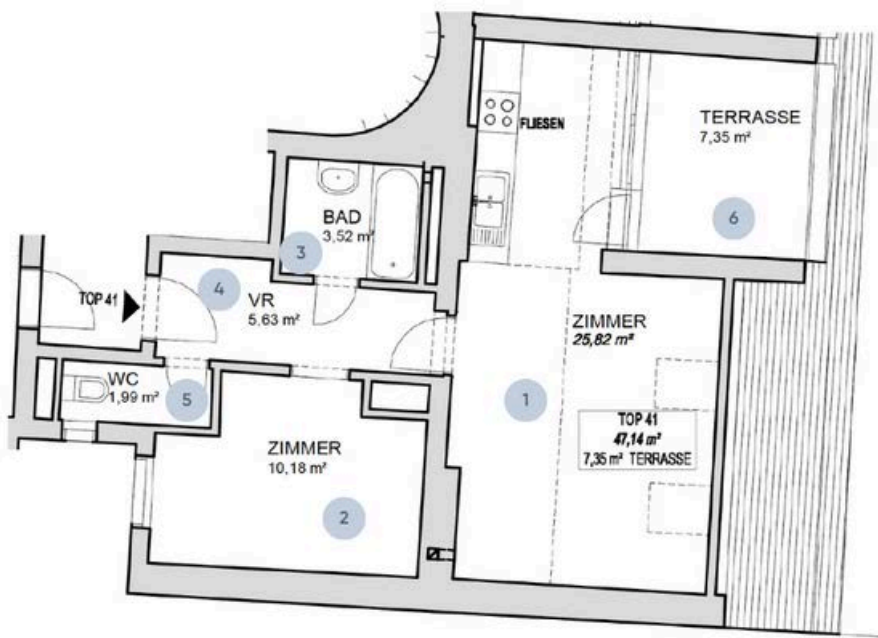 TERRASSE
7,35 m²
6
FLIESEN
BAD
3,52 m²
3
4
VR
5,63 m²
TOP 41
ZIMMER
25,82 m²
1
TOP 41
47,14 m²
7,35 m² TERRASSE
WC
1,99 m²
5
ZIMMER
10,18 m²
2